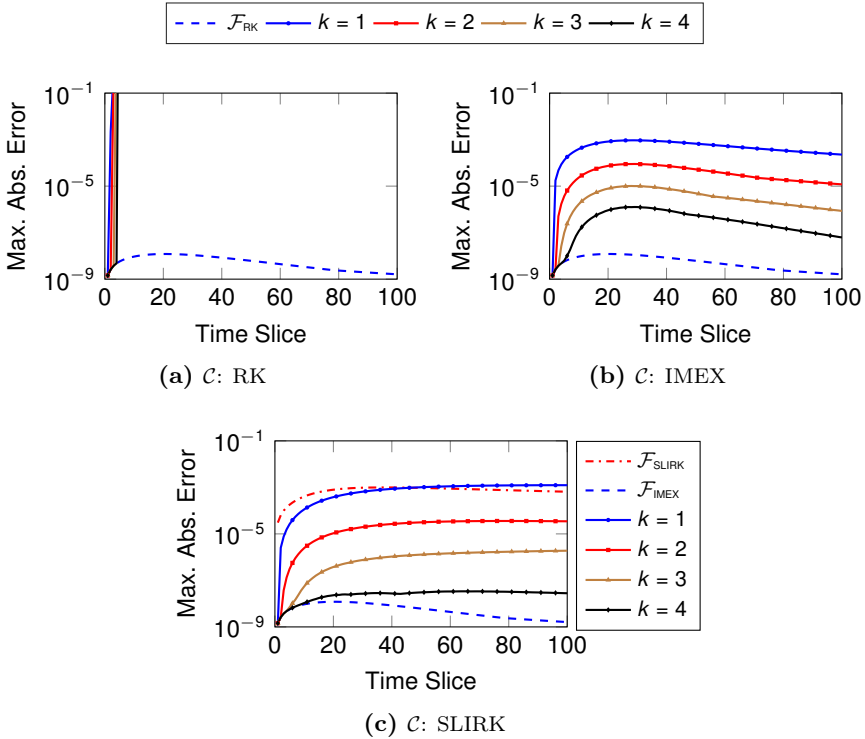 F_RK k = 1 k = 2 k = 3 k = 4
10^-1
10^-5
10^-9
Max. Abs. Error
0 20 40 60 80 100
Time Slice
(a) C: RK
10^-1
10^-5
10^-9
Max. Abs. Error
0 20 40 60 80 100
Time Slice
(b) C: IMEX
10^-1
10^-5
10^-9
Max. Abs. Error
0 20 40 60 80 100
Time Slice
F_SLIRK
F_IMEX
k = 1
k = 2
k = 3
k = 4
(c) C: SLIRK